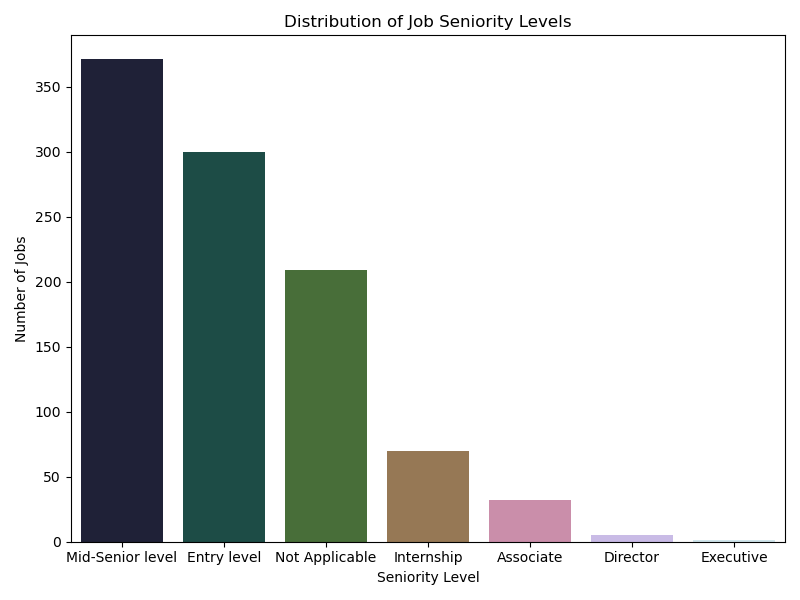 Distribution of Job Seniority Levels
Number of Jobs
350
300
250
200
150
100
50
0
Mid-Senior level Entry level Not Applicable Internship Associate Director Executive
Seniority Level